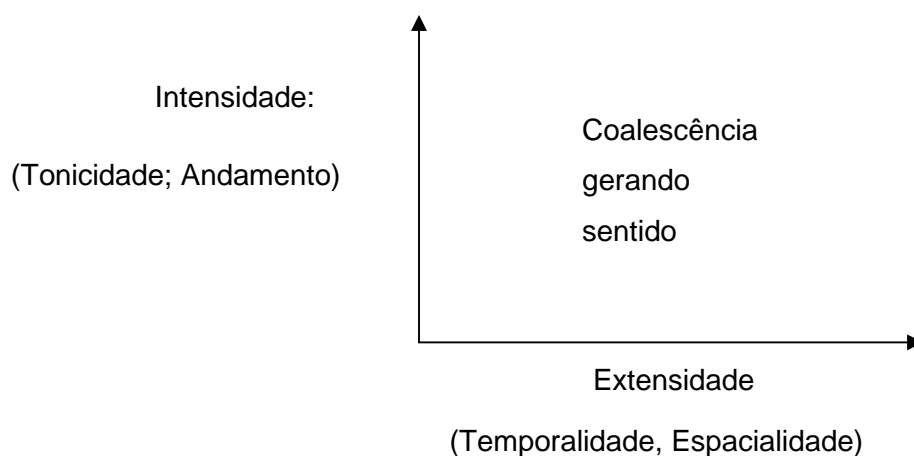 Intensidade:
(Tonicidade; Andamento)
Coalescência
gerando
sentido
Extensidade
(Temporalidade, Espacialidade)